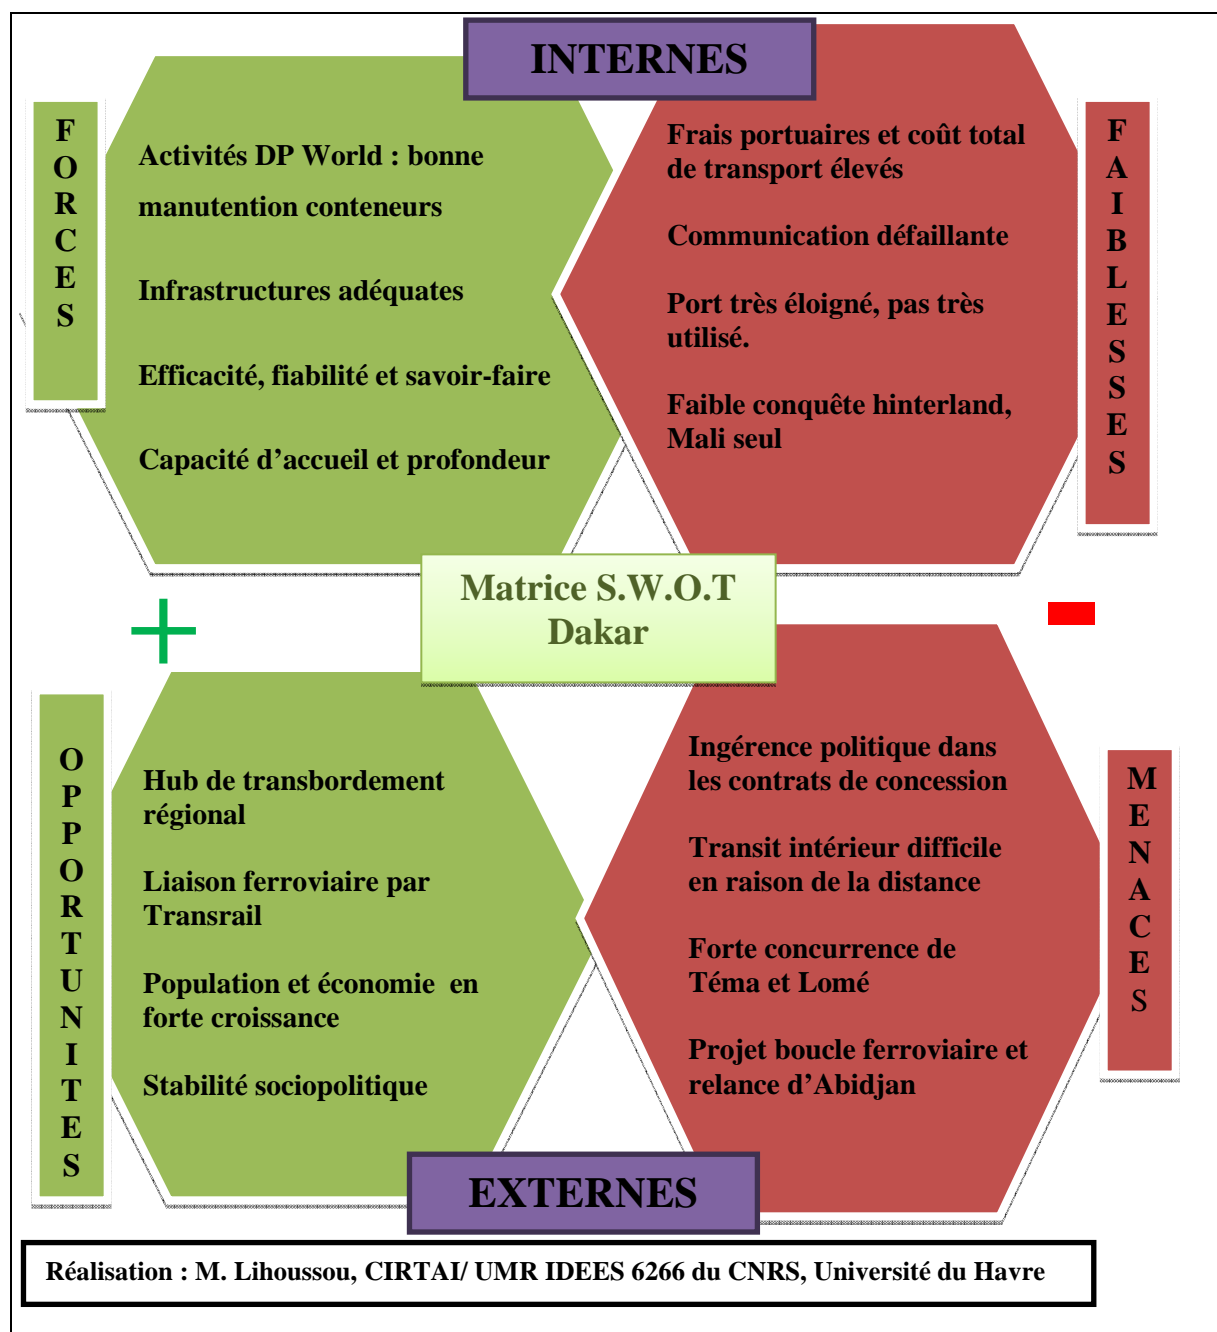 INTERNES
FORCES
Activités DP World : bonne
manutention conteneurs
Infrastructures adéquates
Efficacité, fiabilité et savoir-faire
Capacité d’accueil et profondeur
Frais portuaires et coût total
de transport élevés
Communication défaillante
Port très éloigné, pas très
utilisé.
Faible conquête hinterland,
Mali seul
FAIBLESSES
Matrice S.W.O.T
Dakar
OPPORTUNITES
Hub de transbordement
régional
Liaison ferroviaire par
Transrail
Population et économie en
forte croissance
Stabilité sociopolitique
Ingérence politique dans
les contrats de concession
Transit intérieur difficile
en raison de la distance
Forte concurrence de
Téma et Lomé
Projet boucle ferroviaire et
relance d’Abidjan
MENACES
EXTERNES
Réalisation : M. Lihoussou, CIRTAI/ UMR IDEES 6266 du CNRS, Université du Havre